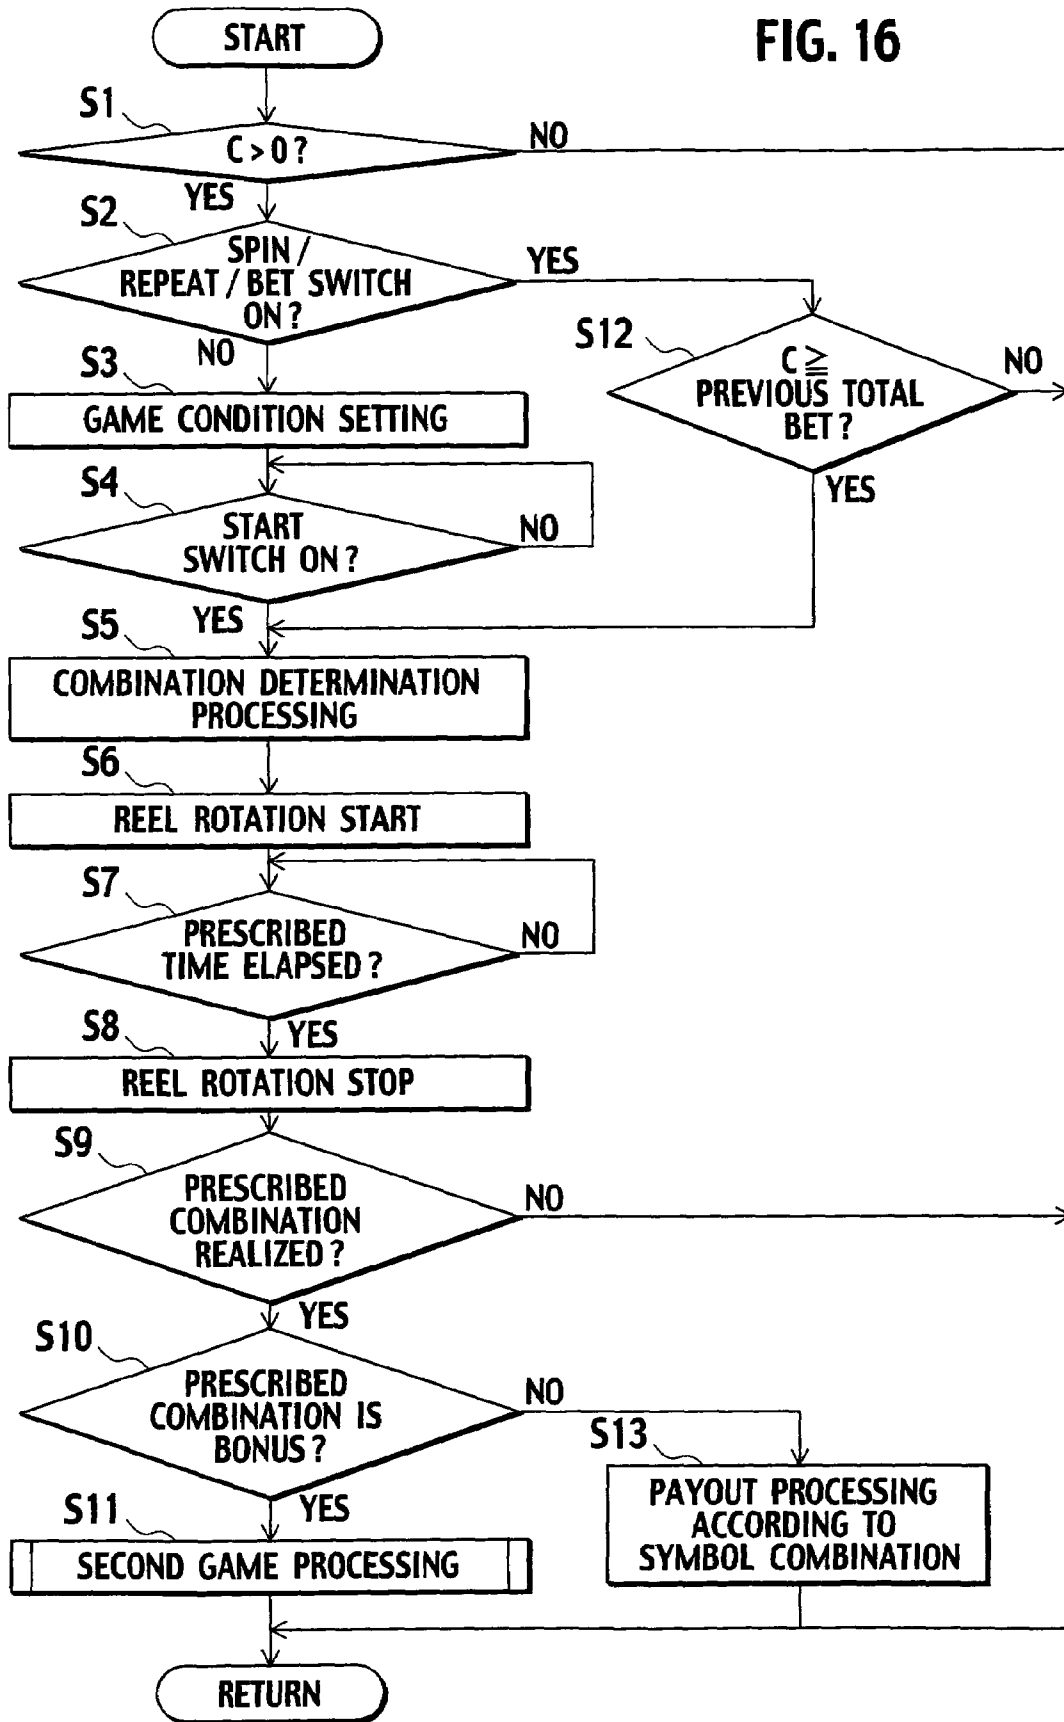 START
FIG. 16
S1
C>0?
NO
YES
S2
SPIN /
REPEAT / BET SWITCH
ON?
YES
NO
S12
C ≧
PREVIOUS TOTAL
BET?
NO
YES
S3
GAME CONDITION SETTING
S4
START
SWITCH ON?
NO
YES
S5
COMBINATION DETERMINATION
PROCESSING
S6
REEL ROTATION START
S7
PRESCRIBED
TIME ELAPSED?
NO
YES
S8
REEL ROTATION STOP
S9
PRESCRIBED
COMBINATION
REALIZED?
NO
YES
S10
PRESCRIBED
COMBINATION IS
BONUS?
NO
YES
S13
PAYOUT PROCESSING
ACCORDING TO
SYMBOL COMBINATION
S11
SECOND GAME PROCESSING
RETURN